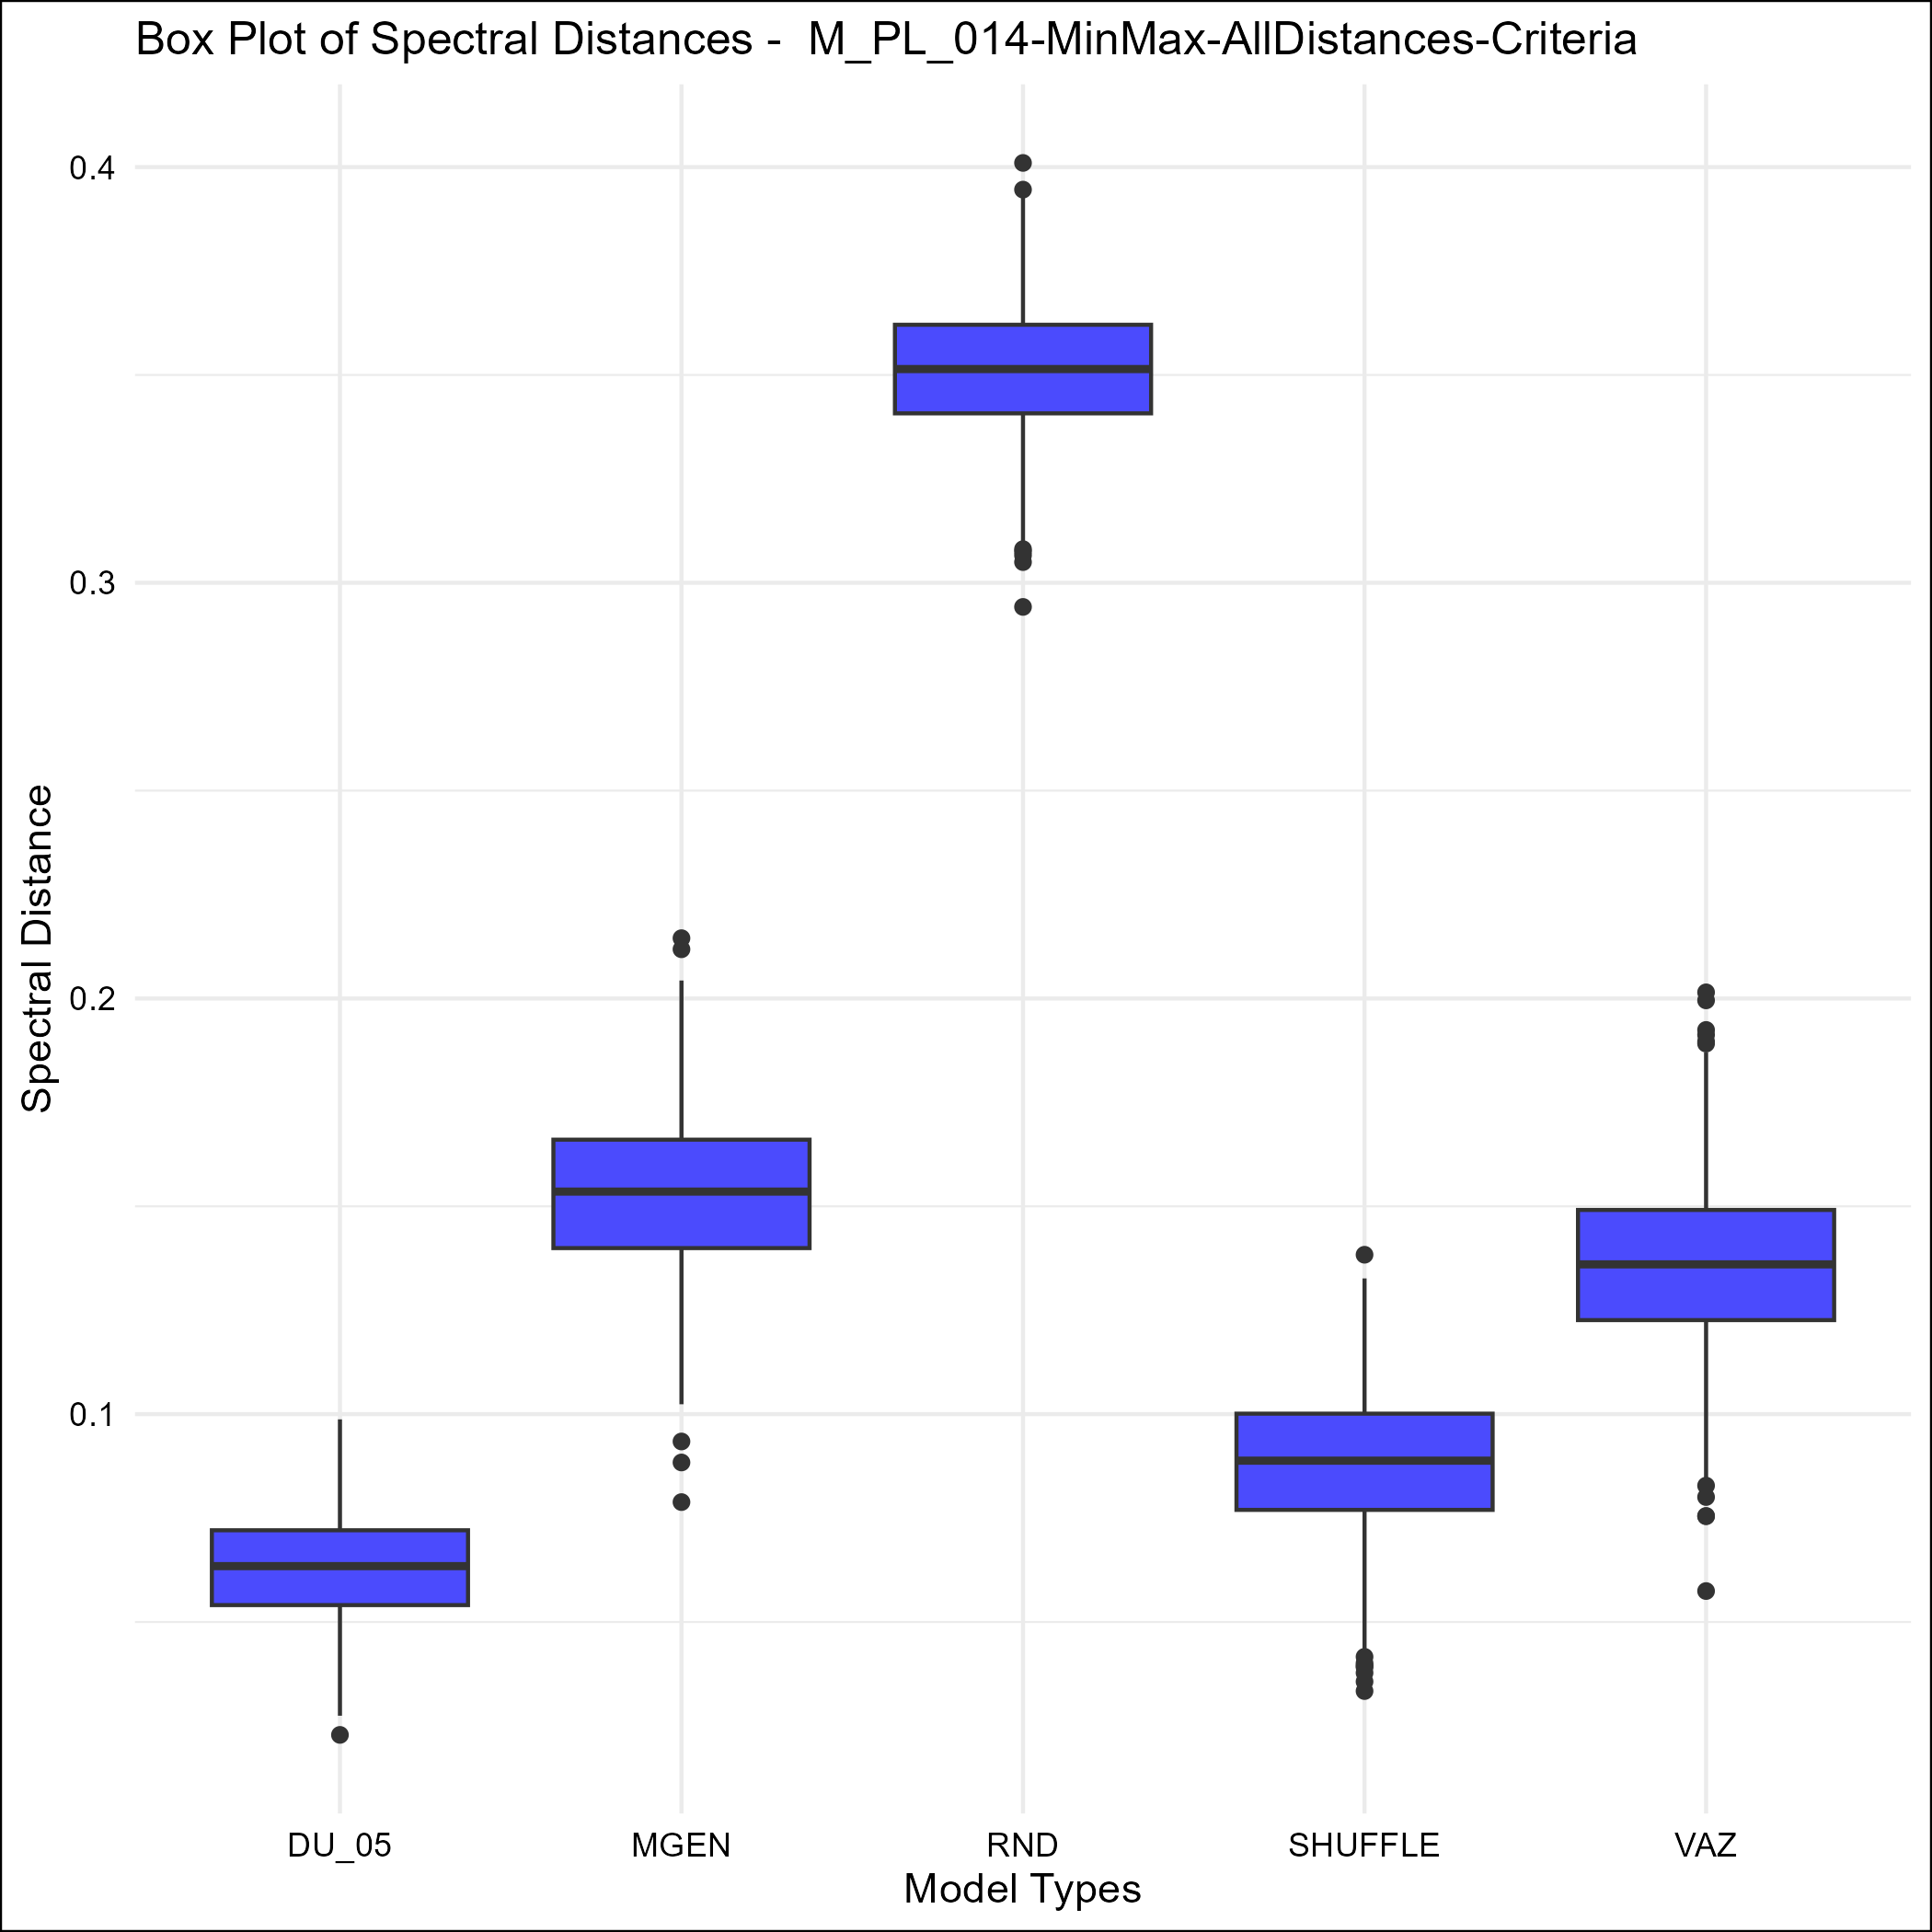 Box Plot of Spectral Distances -  M_PL_014-MinMax-AllDistances-Criteria
Spectral Distance
0.4
0.3
0.2
0.1
DU_05 MGEN RND SHUFFLE VAZ
Model Types